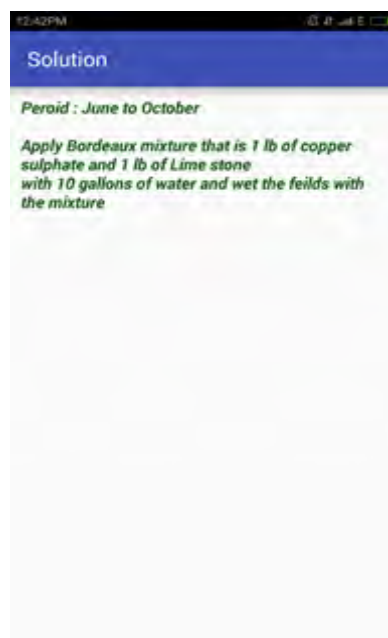 12:42PM
E
Solution
Peroid : June to October
Apply Bordeaux mixture that is 1 lb of copper
sulphate and 1 lb of Lime stone
with 10 gallons of water and wet the feilds with
the mixture